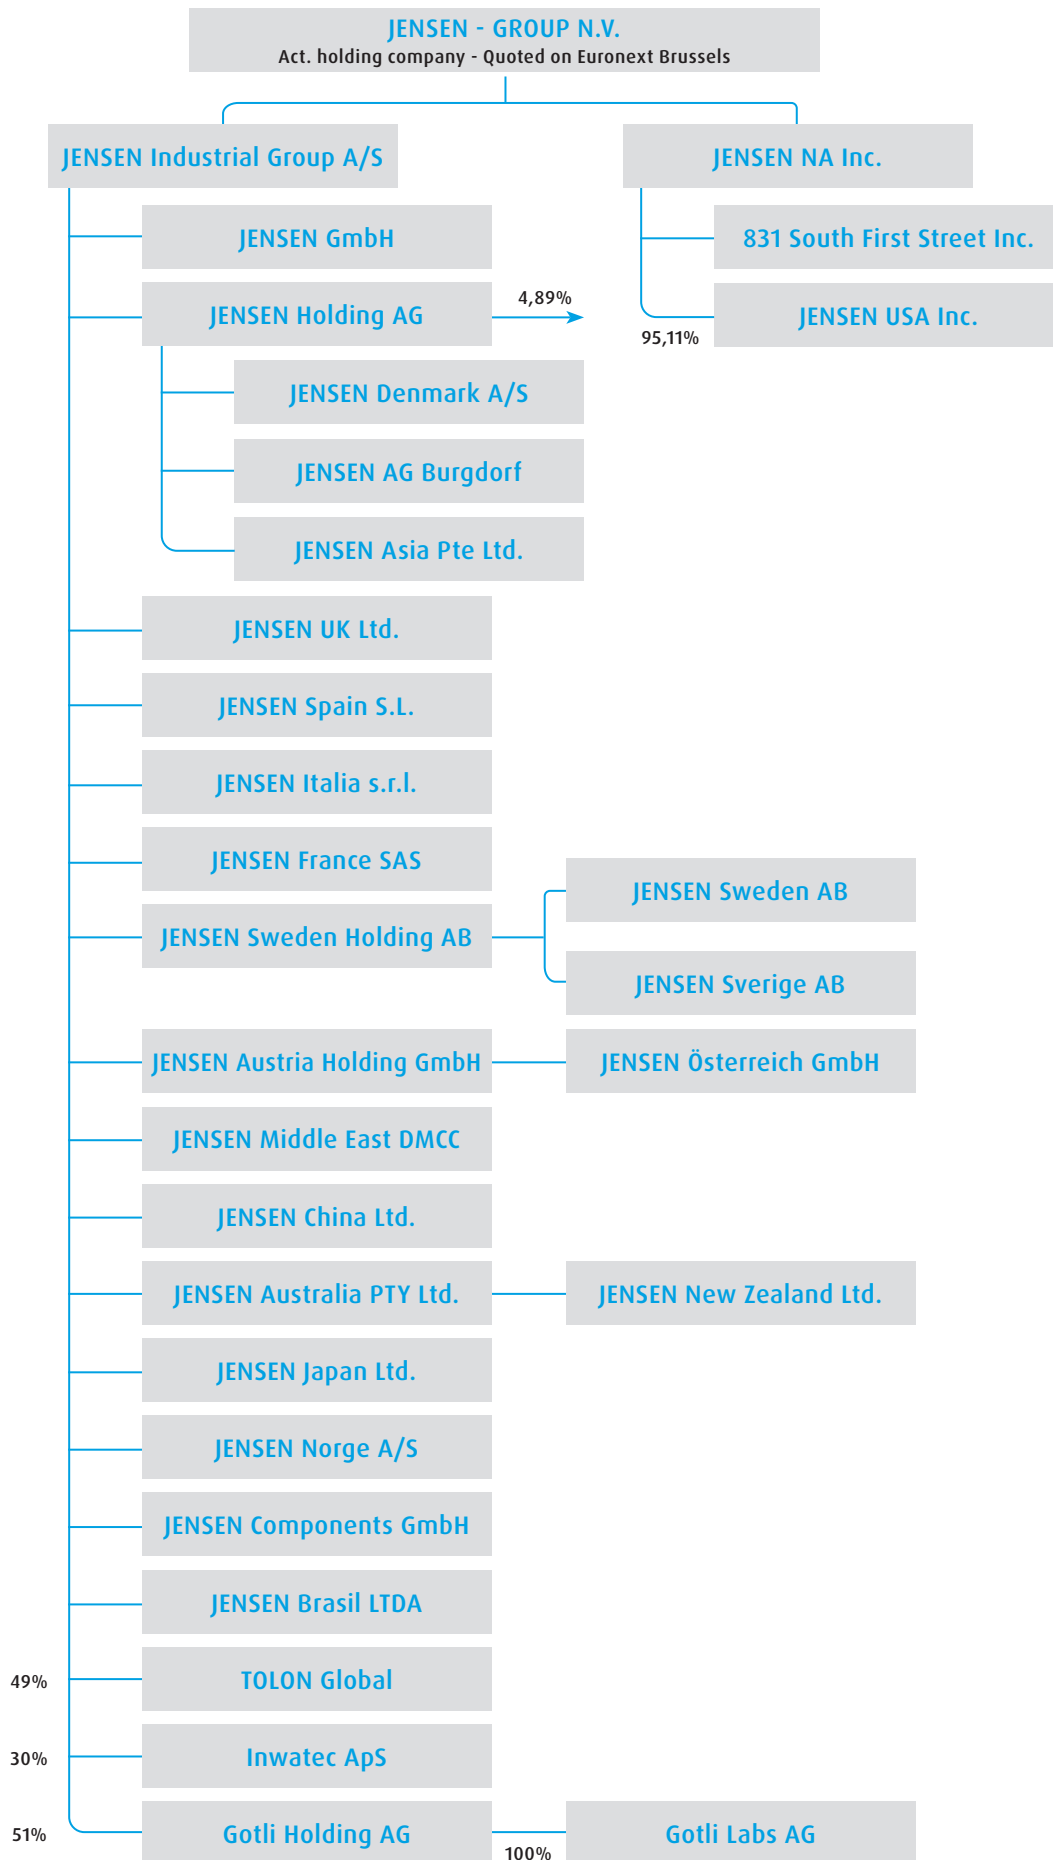 JENSEN - GROUP N.V.
Act. holding company - Quoted on Euronext Brussels
JENSEN Industrial Group A/S
JENSEN NA Inc.
JENSEN GmbH
831 South First Street Inc.
JENSEN Holding AG
4,89%
JENSEN USA Inc.
95,11%
JENSEN Denmark A/S
JENSEN AG Burgdorf
JENSEN Asia Pte Ltd.
JENSEN UK Ltd.
JENSEN Spain S.L.
JENSEN Italia s.r.l.
JENSEN France SAS
JENSEN Sweden AB
JENSEN Sweden Holding AB
JENSEN Sverige AB
JENSEN Austria Holding GmbH
JENSEN Österreich GmbH
JENSEN Middle East DMCC
JENSEN China Ltd.
JENSEN Australia PTY Ltd.
JENSEN New Zealand Ltd.
JENSEN Japan Ltd.
JENSEN Norge A/S
JENSEN Components GmbH
JENSEN Brasil LTDA
49%
TOLON Global
30%
Inwatec ApS
51%
Gotli Holding AG
100%
Gotli Labs AG